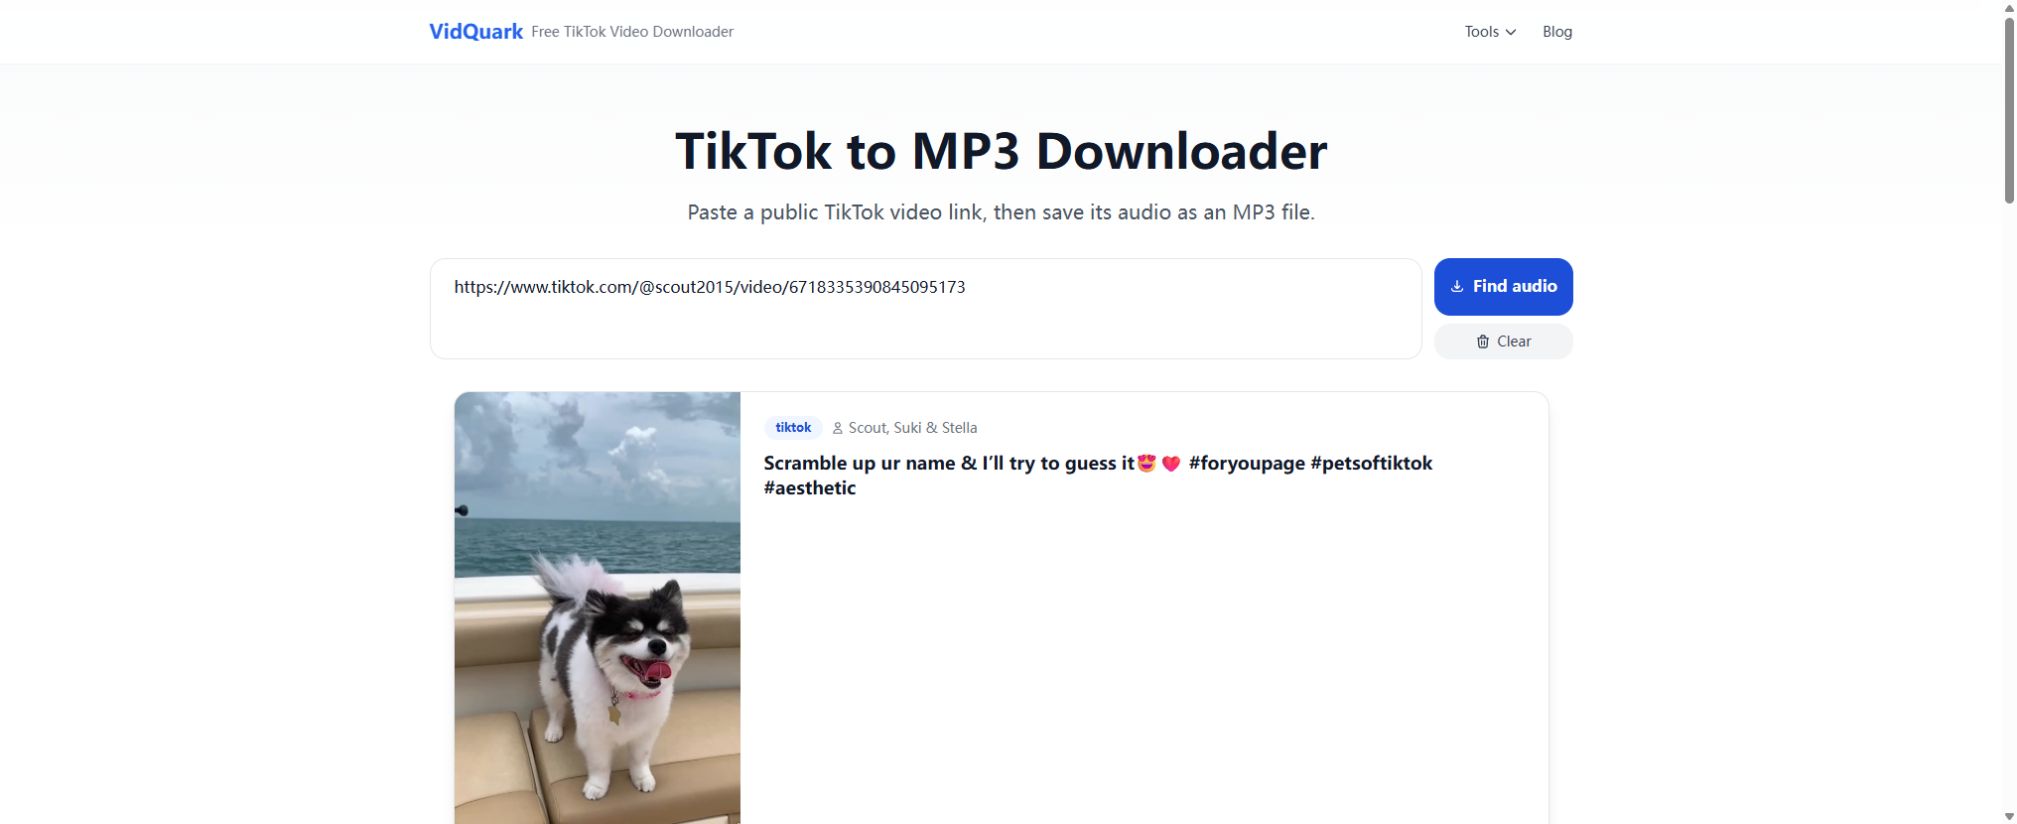 VidQuark Free TikTok Video Downloader Tools Blog
TikTok to MP3 Downloader
Paste a public TikTok video link, then save its audio as an MP3 file.
https://www.tiktok.com/@scout2015/video/6718335390845095173
Find audio
Clear
tiktok Scout, Suki & Stella
Scramble up ur name & I’ll try to guess it😍💗 #foryoupage #petsoftiktok
#aesthetic